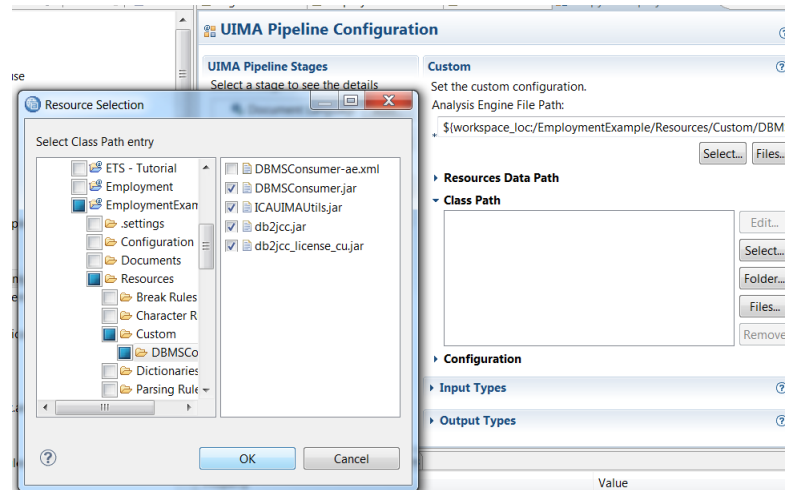 UIMA Pipeline Configuration
use
UIMA Pipeline Stages
Select a stage to see the details
Custom
Set the custom configuration.
Analysis Engine File Path:
${workspace_loc:/EmploymentExample/Resources/Custom/DBMS
Select...
Files...
Resources Data Path
Class Path
Edit...
Select...
Folder...
Files...
Remove
Configuration
Input Types
Output Types
Value
Resource Selection
Select Class Path entry
ETS - Tutorial
Employment
EmploymentExam
.settings
Configuration
Documents
Resources
Break Rules
Character R
Custom
DBMSCo
Dictionaries
Parsing Rule
DBMSConsumer-ae.xml
DBMSConsumer.jar
ICAUIMAUtils.jar
db2jcc.jar
db2jcc_license_cu.jar
OK
Cancel